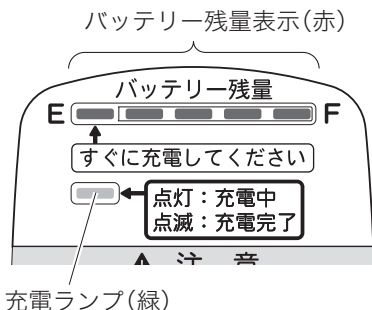 バッテリー残量表示(赤)
バッテリー残量
E F
すぐに充電してください
点灯：充電中
点滅：充電完了
注 意
充電ランプ(緑)